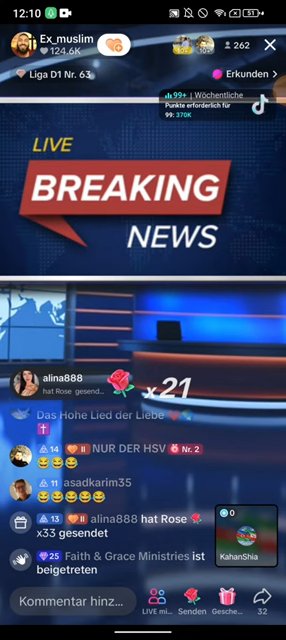 12:10
51
Ex_muslim
124.6K
262
Liga D1 Nr. 63
Erkunden >
99+ | Wöchentliche
Punkte erforderlich für
99: 370K
LIVE
BREAKING
NEWS
alina888
hat Rose gesend...
x21
Das Hohe Lied der Liebe
14 II NUR DER HSV Nr. 2
11 asadkarim35
13 II alina888 hat Rose
x33 gesendet
0
KahanShia
25 Faith & Grace Ministries ist
beigetreten
Kommentar hinz...
LIVE mi...
Senden
Gesche...
32